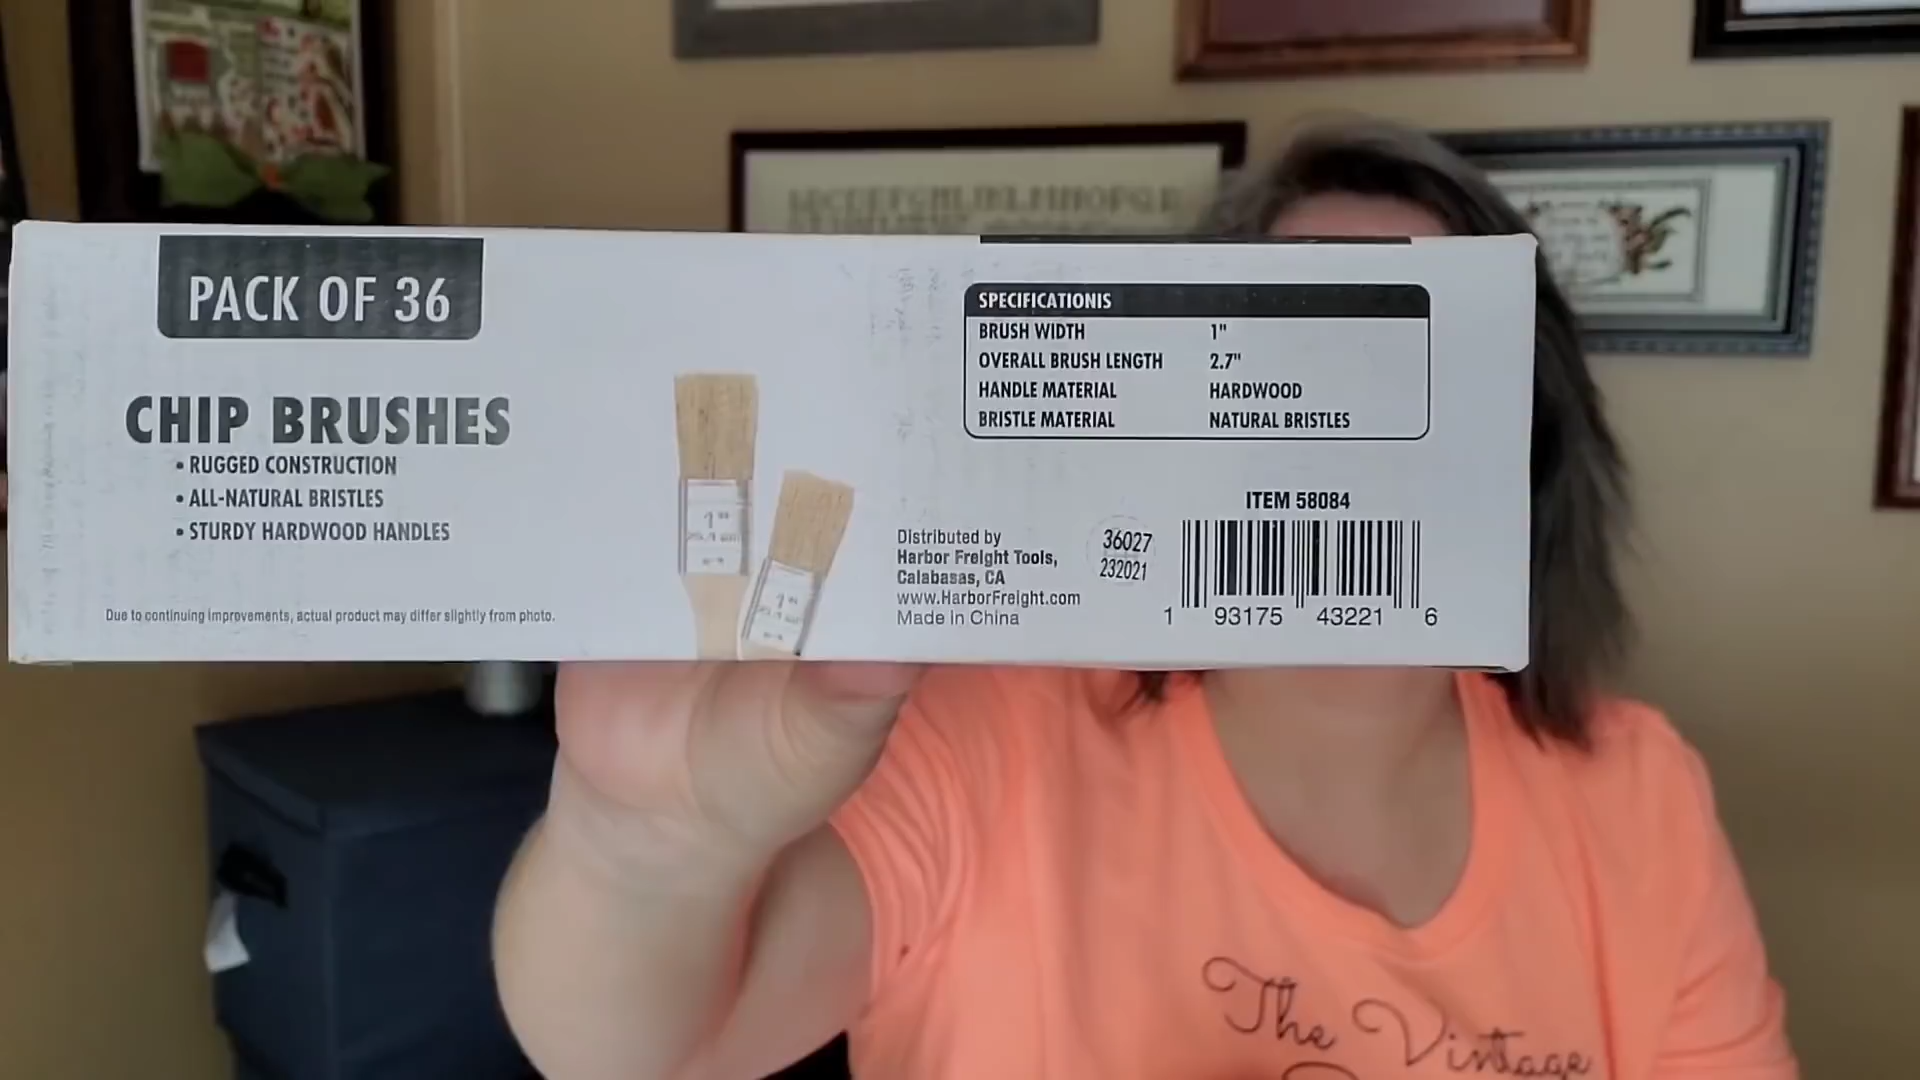 PACK OF 36
CHIP BRUSHES
• RUGGED CONSTRUCTION
• ALL-NATURAL BRISTLES
• STURDY HARDWOOD HANDLES
Due to continuing improvements, actual product may differ slightly from photo.
1"
1"
SPECIFICATIONIS
BRUSH WIDTH 1"
OVERALL BRUSH LENGTH 2.7"
HANDLE MATERIAL HARDWOOD
BRISTLE MATERIAL NATURAL BRISTLES
Distributed by
Harbor Freight Tools,
Calabasas, CA
www.HarborFreight.com
Made in China
36027
232021
ITEM 58084
1 93175 43221 6
The Vintage